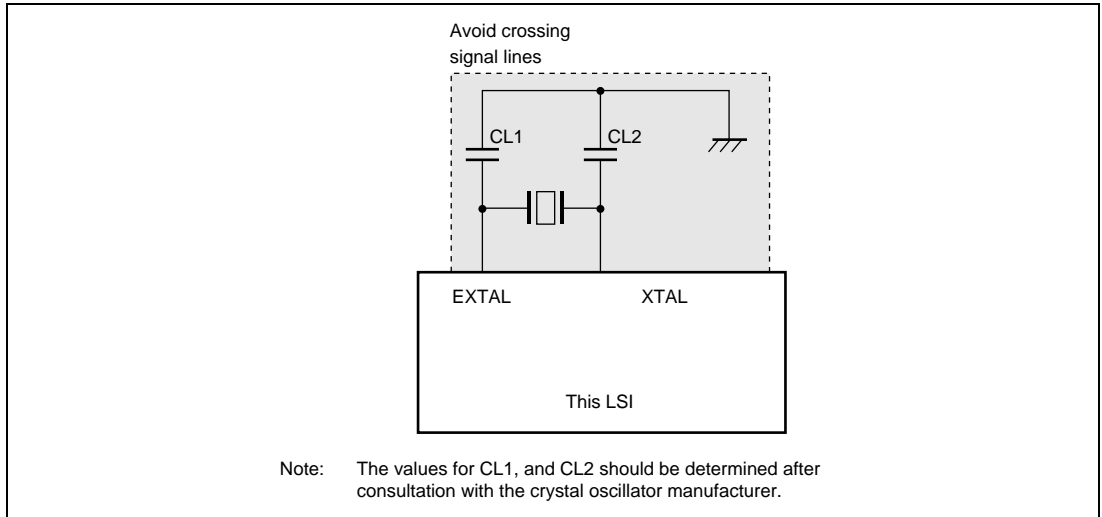 Avoid crossing
signal lines
CL1
CL2
EXTAL
XTAL
This LSI
Note: The values for CL1, and CL2 should be determined after
consultation with the crystal oscillator manufacturer.